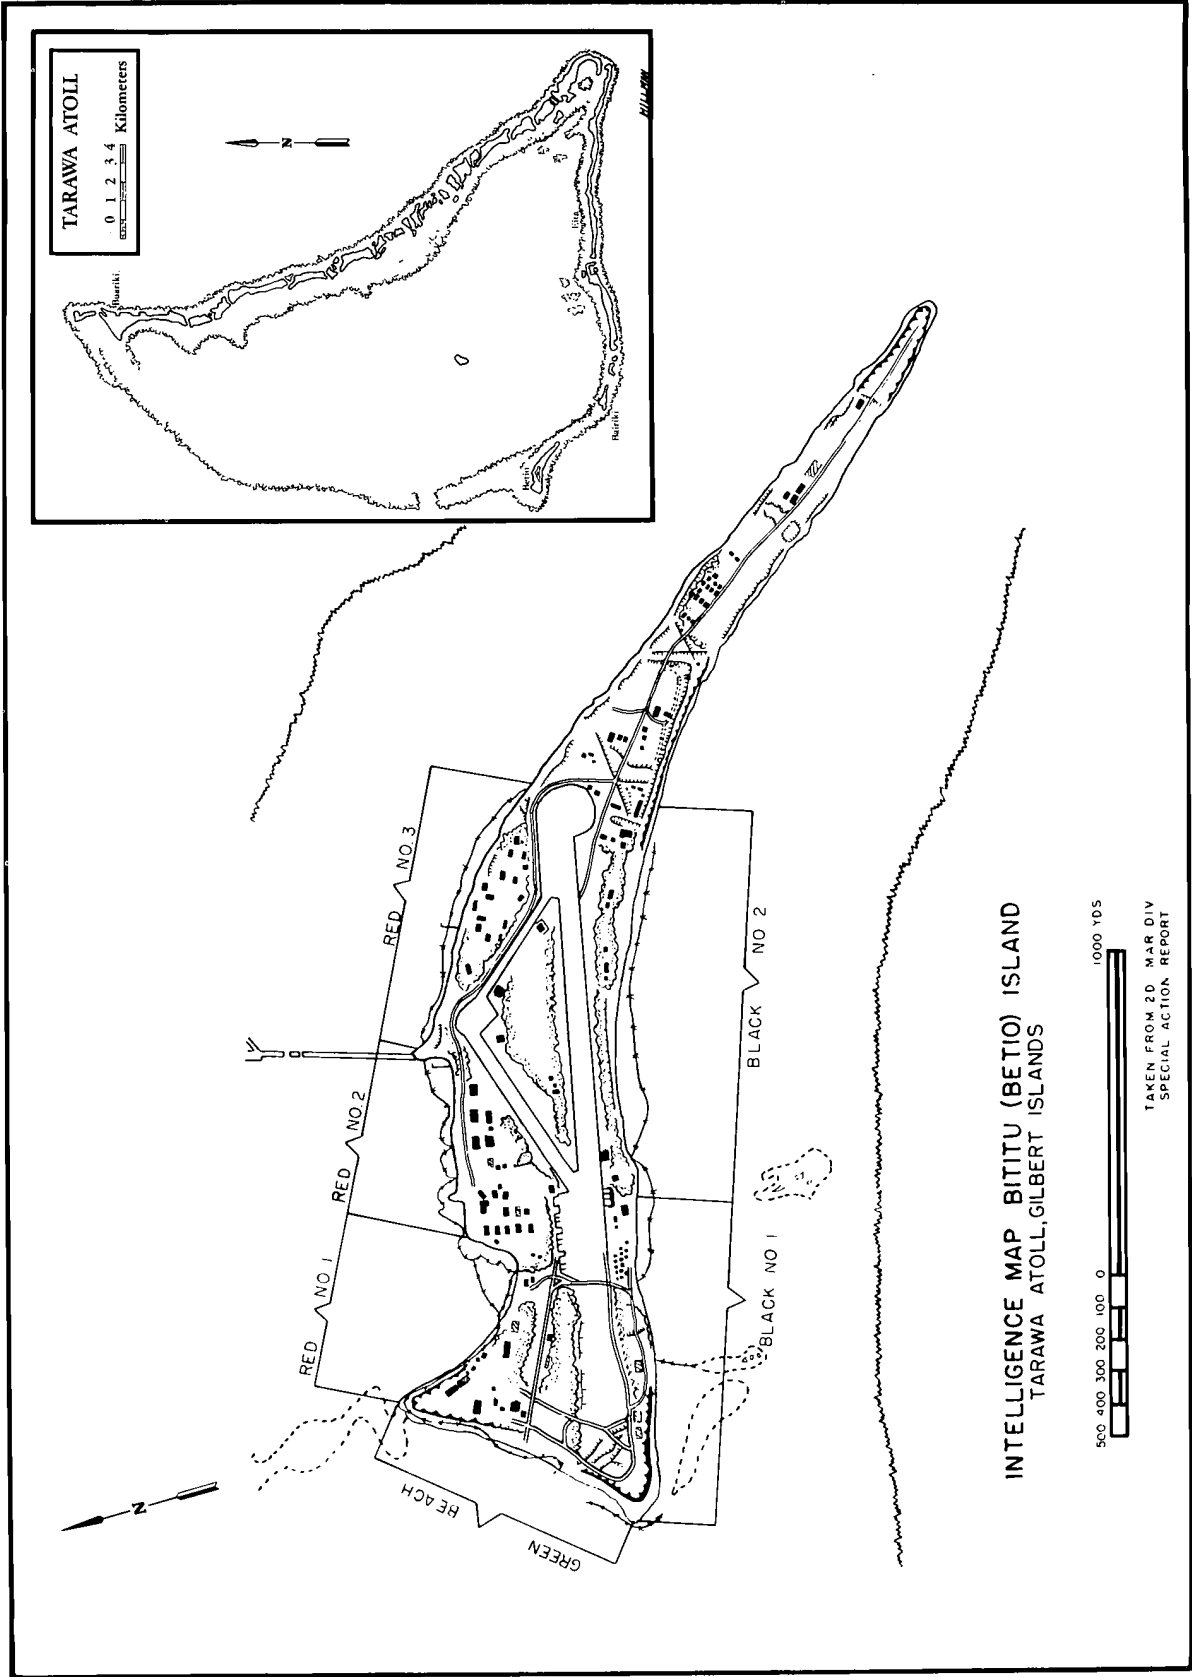 TARAWA ATOLL
0 1 2 3 4 Kilometers
N
Buariki
Eita
Betio
Bairiki
HILLMAN
RED NO. 3
RED NO. 2
RED NO 1
GREEN BEACH
BLACK NO 2
BLACK NO 1
N
INTELLIGENCE MAP BITITU (BETIO) ISLAND
TARAWA ATOLL, GILBERT ISLANDS
500 400 300 200 100 0 1000 YDS
TAKEN FROM 2D MAR DIV
SPECIAL ACTION REPORT